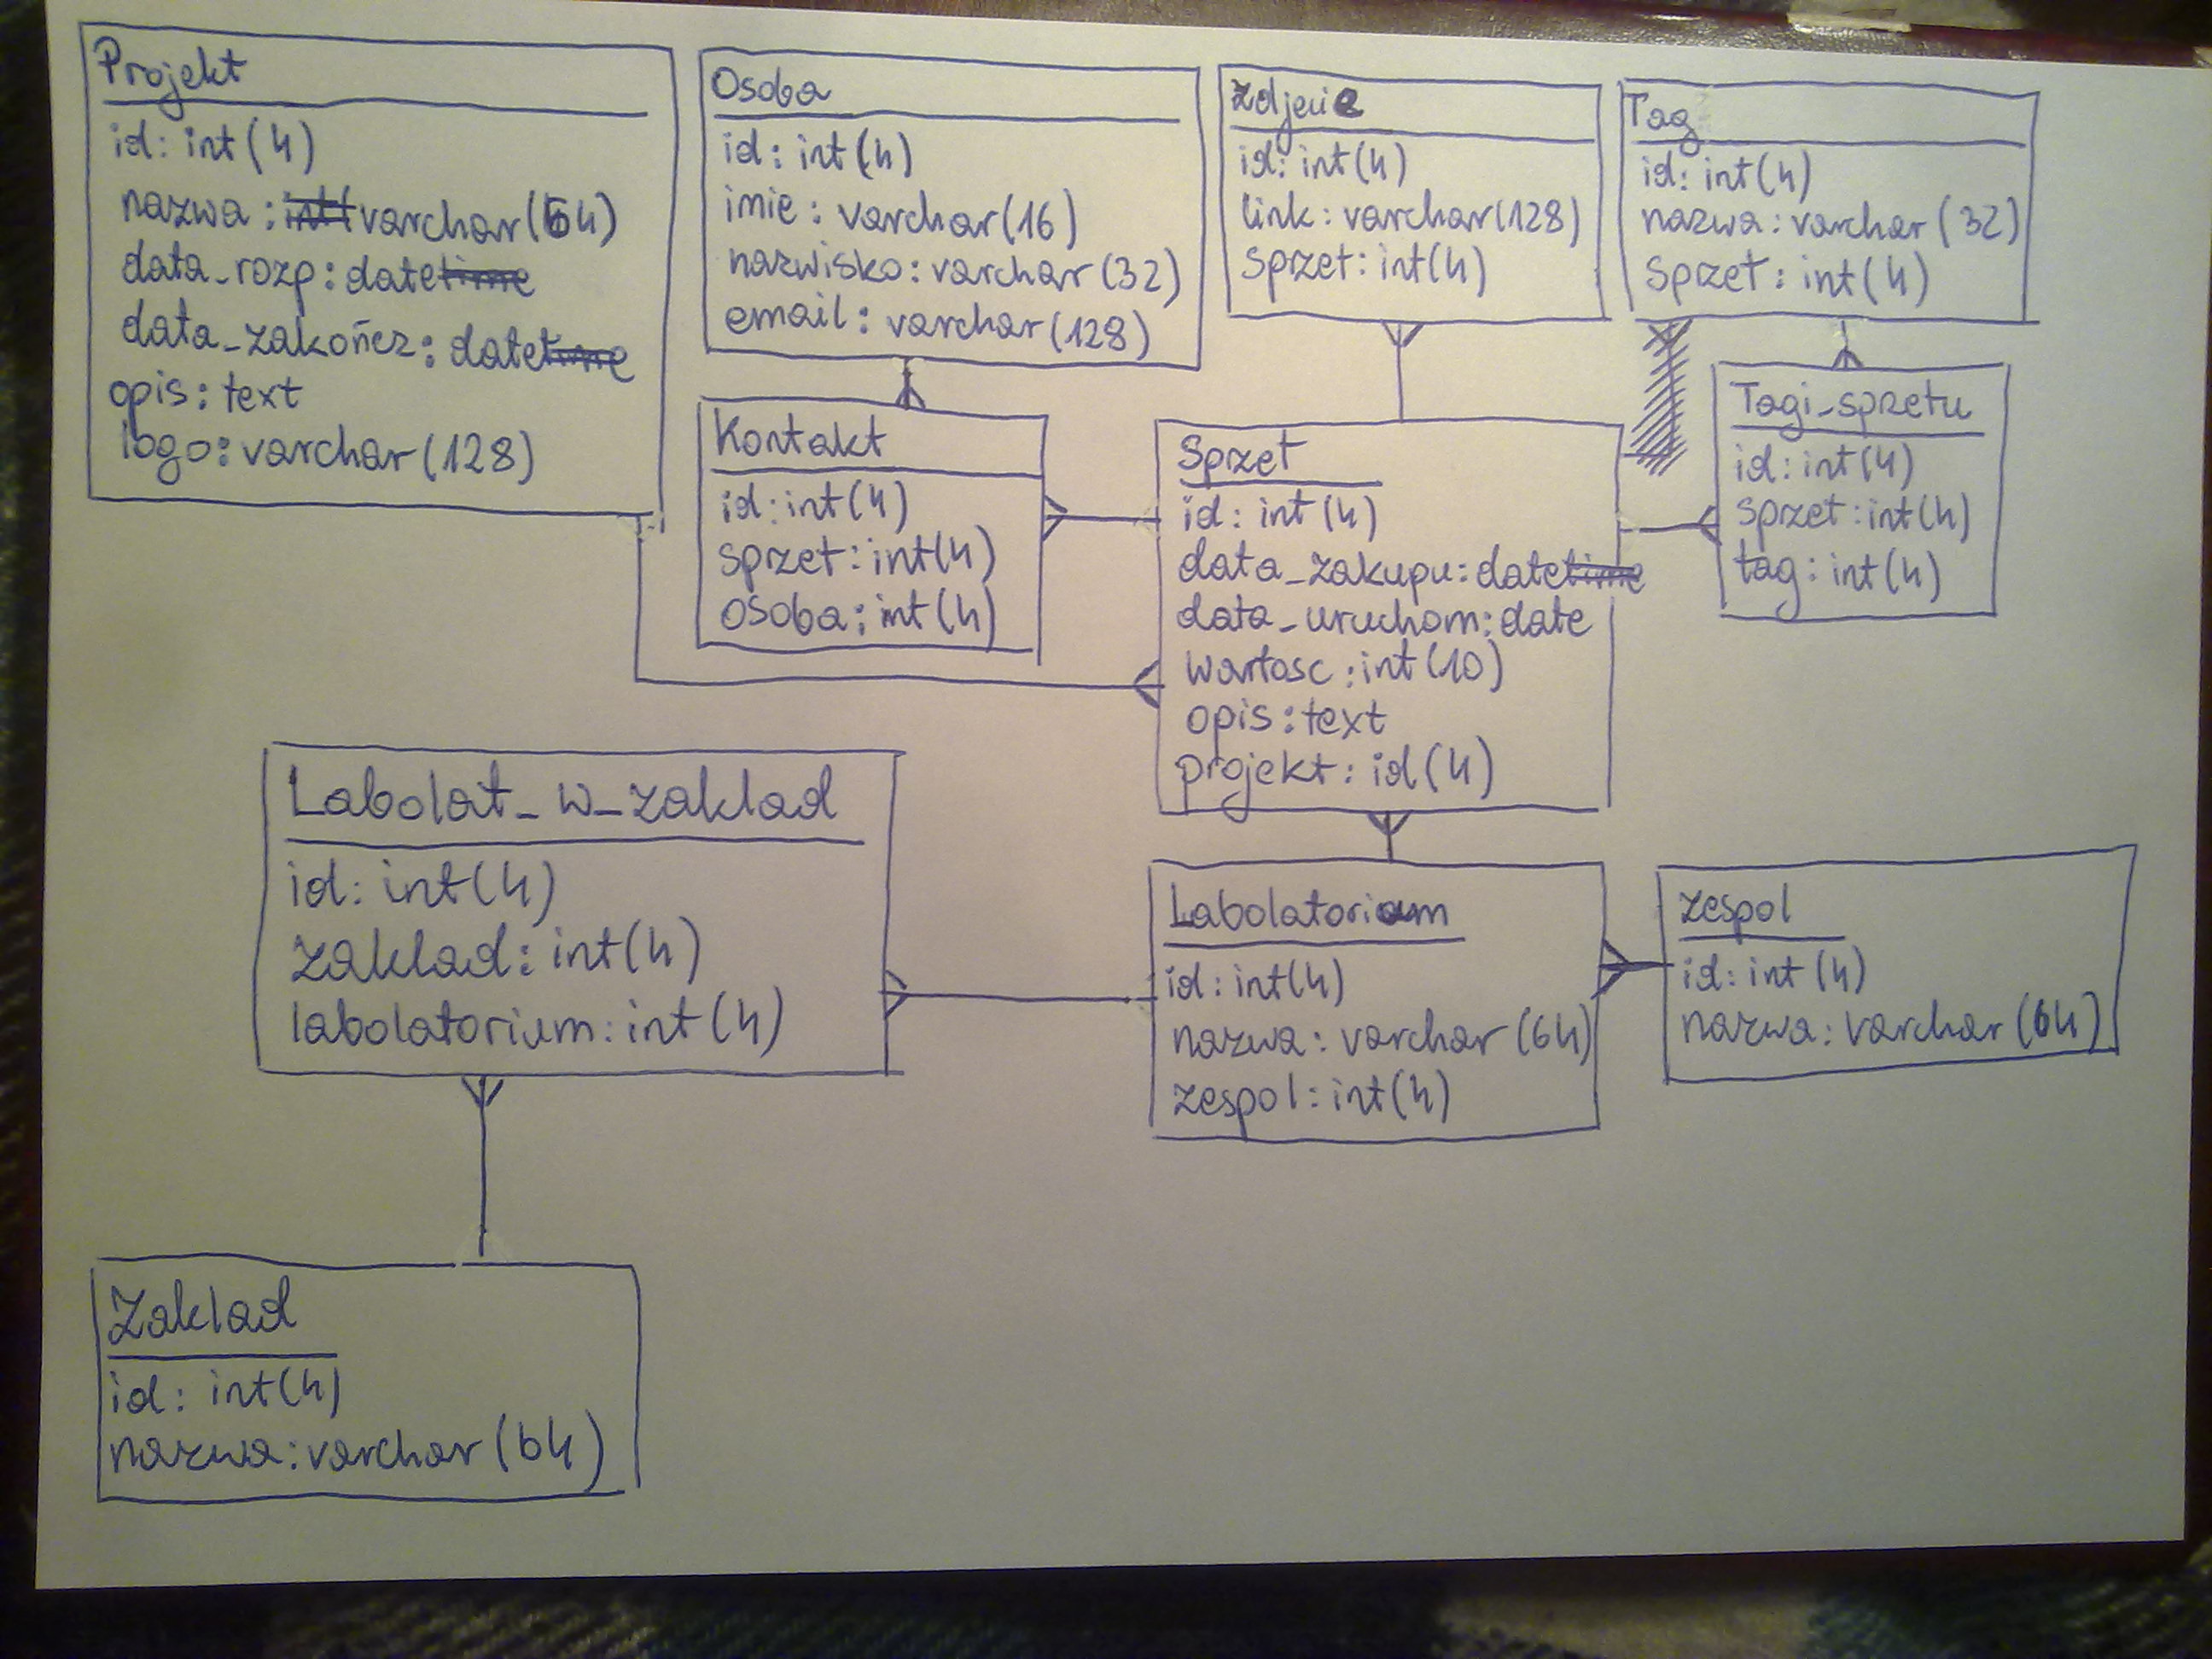 Projekt
id: int(4)
nazwa: int( varchar(64)
data_rozp: datetime
data_zakończ: datetime
opis: text
logo: varchar(128)
Osoba
id: int(4)
imie: varchar(16)
nazwisko: varchar(32)
email: varchar(128)
Zdjecie
id: int(4)
link: varchar(128)
sprzet: int(4)
Tag
id: int(4)
nazwa: varchar(32)
sprzet: int(4)
Kontakt
id: int(4)
sprzet: int(4)
osoba: int(4)
Sprzet
id: int(4)
data_zakupu: datetime
data_uruchom: date
wartosc: int(10)
opis: text
projekt: id(4)
Tagi_sprzetu
id: int(4)
sprzet: int(4)
tag: int(4)
Labolat_w_zaklad
id: int(4)
zaklad: int(4)
labolatorium: int(4)
Labolatorium
id: int(4)
nazwa: varchar(64)
zespol: int(4)
zespol
id: int(4)
nazwa: varchar(64)
Zaklad
id: int(4)
nazwa: varchar(64)